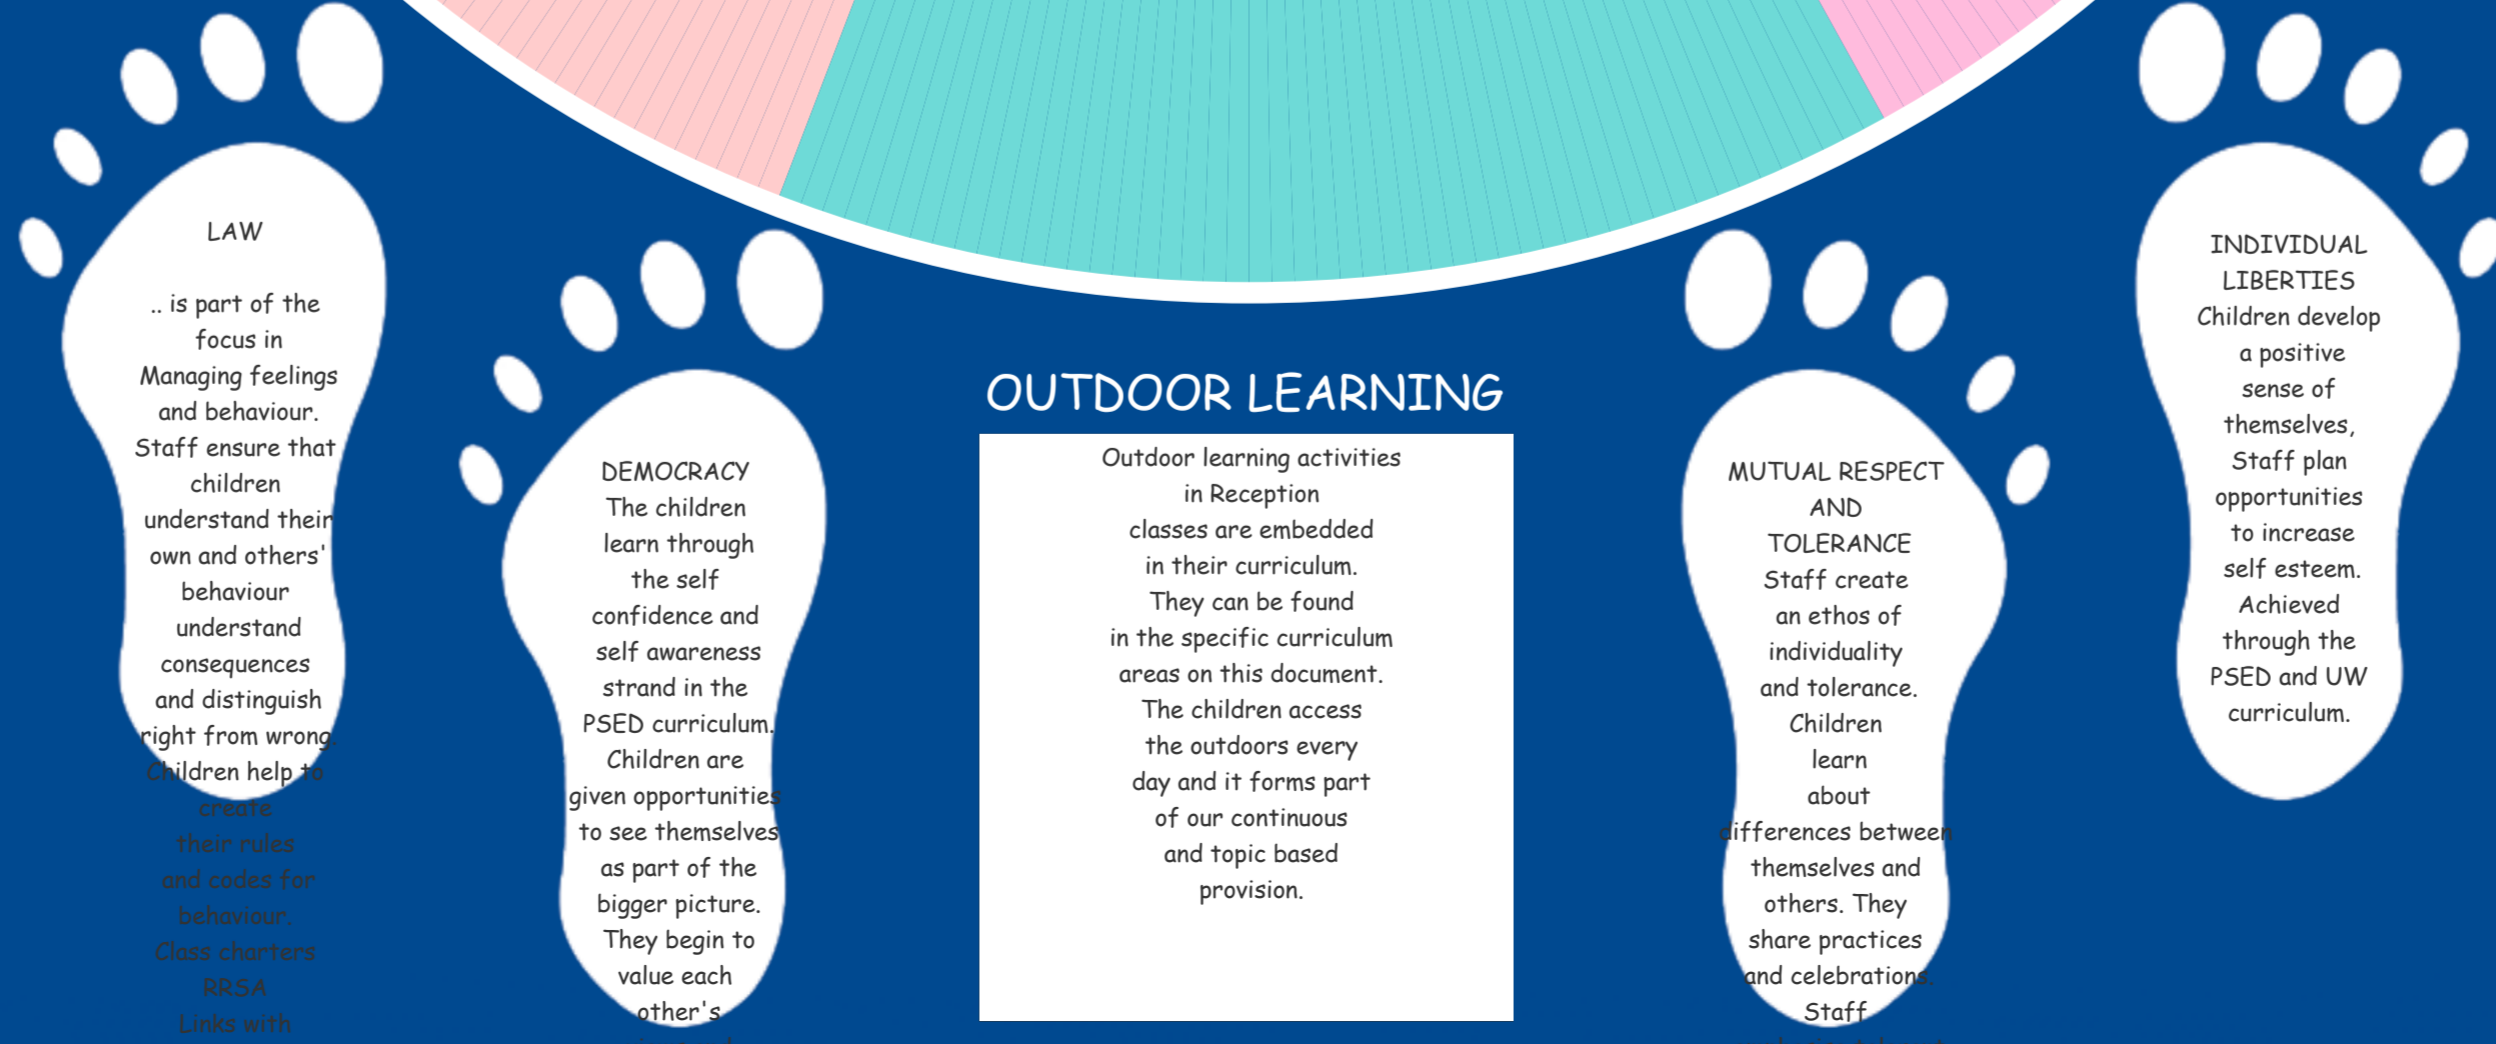 LAW
.. is part of the
focus in
Managing feelings
and behaviour.
Staff ensure that
children
understand their
own and others'
behaviour
understand
consequences
and distinguish
right from wrong.
Children help to
create
their rules
and codes for
behaviour.
Class charters
RRSA
Links with
DEMOCRACY
The children
learn through
the self
confidence and
self awareness
strand in the
PSED curriculum.
Children are
given opportunities
to see themselves
as part of the
bigger picture.
They begin to
value each
other's
OUTDOOR LEARNING
Outdoor learning activities
in Reception
classes are embedded
in their curriculum.
They can be found
in the specific curriculum
areas on this document.
The children access
the outdoors every
day and it forms part
of our continuous
and topic based
provision.
MUTUAL RESPECT
AND
TOLERANCE
Staff create
an ethos of
individuality
and tolerance.
Children
learn
about
differences between
themselves and
others. They
share practices
and celebrations.
Staff
INDIVIDUAL
LIBERTIES
Children develop
a positive
sense of
themselves,
Staff plan
opportunities
to increase
self esteem.
Achieved
through the
PSED and UW
curriculum.